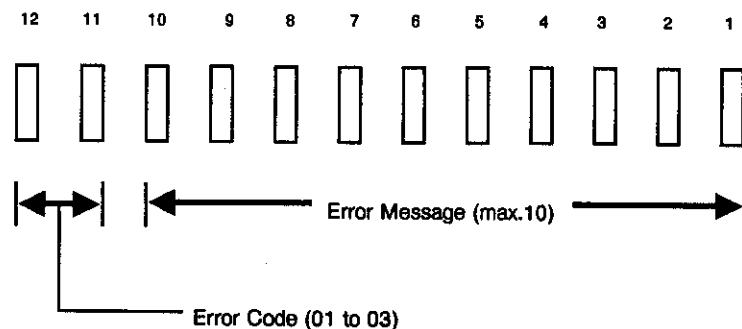 12 11 10 9 8 7 6 5 4 3 2 1
Error Message (max.10)
Error Code (01 to 03)